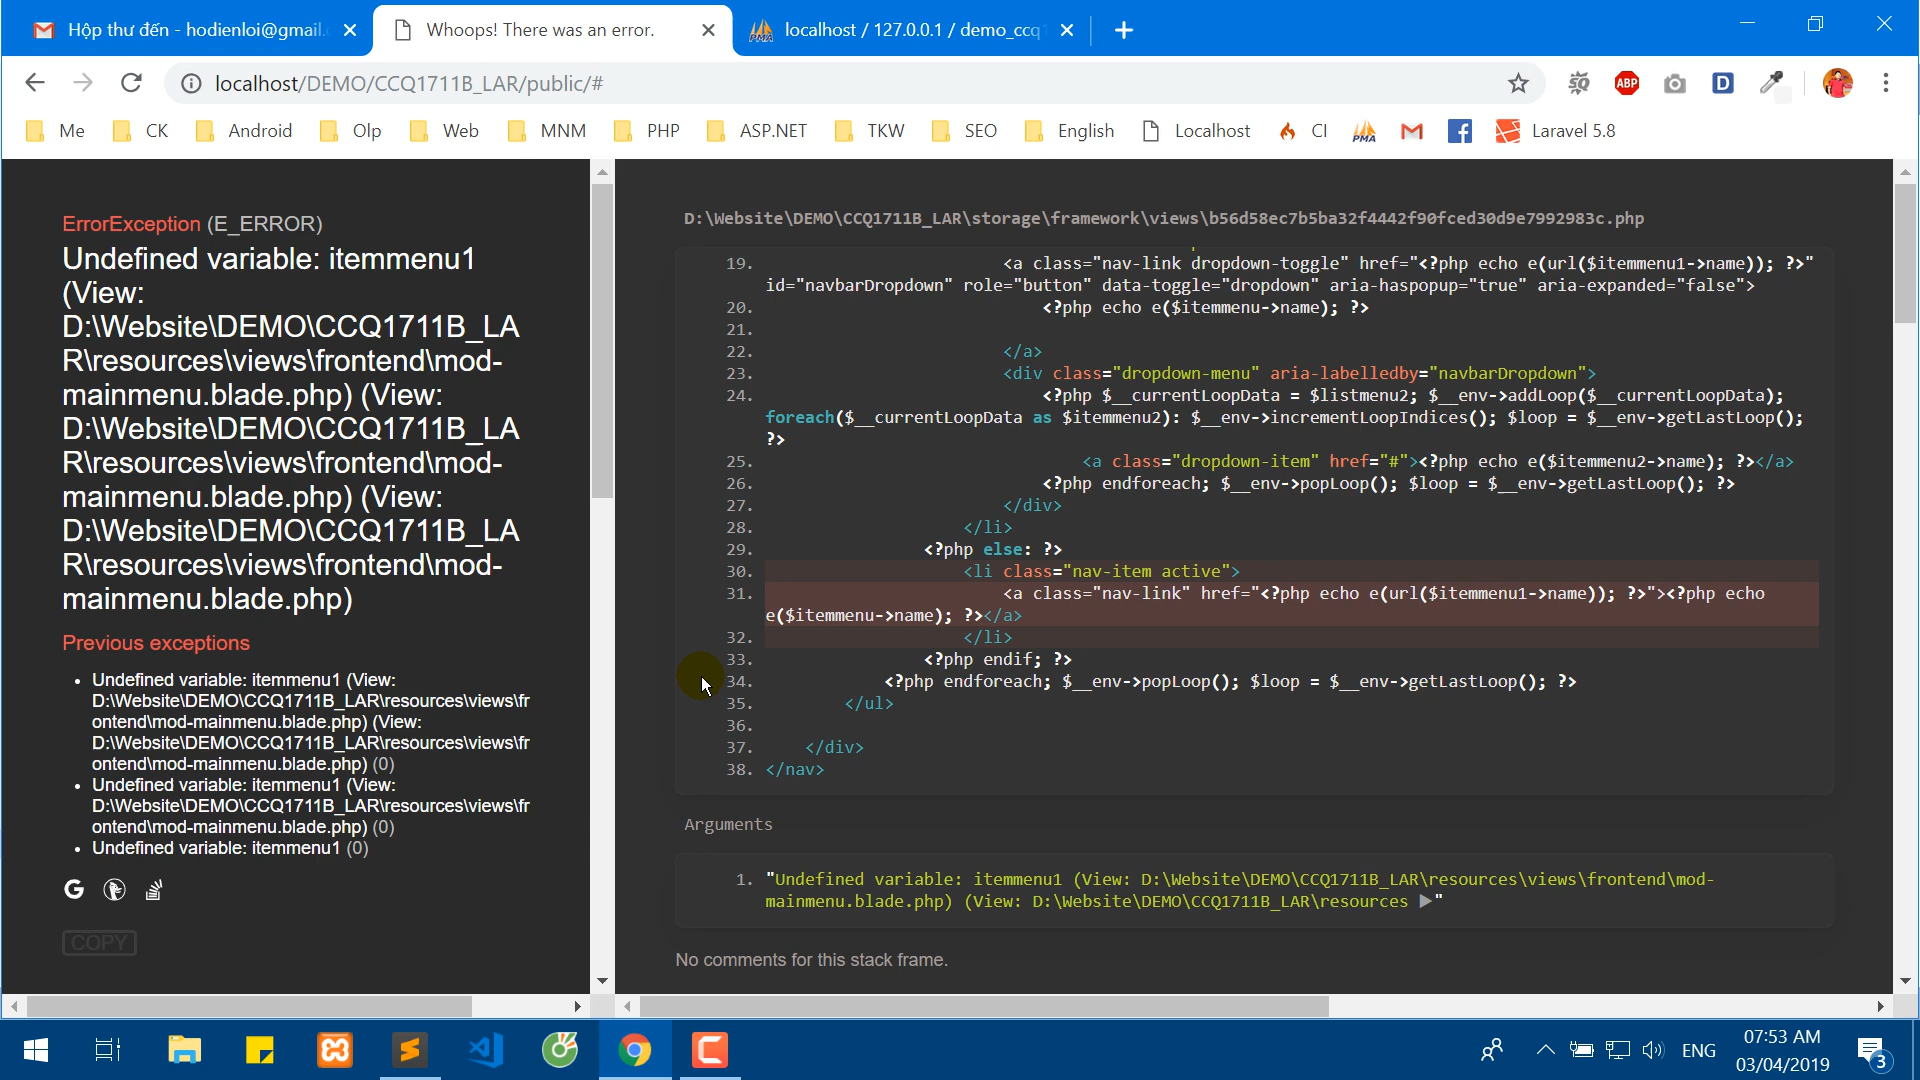 Hộp thư đến - hodienloi@gmail.
Whoops! There was an error.
localhost / 127.0.0.1 / demo_ccq
localhost/DEMO/CCQ1711B_LAR/public/#
ABP
D
Me
CK
Android
Olp
Web
MNM
PHP
ASP.NET
TKW
SEO
English
Localhost
CI
PMA
Laravel 5.8
ErrorException (E_ERROR)
Undefined variable: itemmenu1
(View:
D:\Website\DEMO\CCQ1711B_LA
R\resources\views\frontend\mod-
mainmenu.blade.php) (View:
D:\Website\DEMO\CCQ1711B_LA
R\resources\views\frontend\mod-
mainmenu.blade.php) (View:
D:\Website\DEMO\CCQ1711B_LA
R\resources\views\frontend\mod-
mainmenu.blade.php)
Previous exceptions
• Undefined variable: itemmenu1 (View:
D:\Website\DEMO\CCQ1711B_LAR\resources\views\fr
ontend\mod-mainmenu.blade.php) (View:
D:\Website\DEMO\CCQ1711B_LAR\resources\views\fr
ontend\mod-mainmenu.blade.php) (0)
• Undefined variable: itemmenu1 (View:
D:\Website\DEMO\CCQ1711B_LAR\resources\views\fr
ontend\mod-mainmenu.blade.php) (0)
• Undefined variable: itemmenu1 (0)
COPY
D:\Website\DEMO\CCQ1711B_LAR\storage\framework\views\b56d58ec7b5ba32f4442f90fced30d9e7992983c.php
19. <a class="nav-link dropdown-toggle" href="<?php echo e(url($itemmenu1->name)); ?>"
id="navbarDropdown" role="button" data-toggle="dropdown" aria-haspopup="true" aria-expanded="false">
20. <?php echo e($itemmenu->name); ?>
21.
22. </a>
23. <div class="dropdown-menu" aria-labelledby="navbarDropdown">
24. <?php $__currentLoopData = $listmenu2; $__env->addLoop($__currentLoopData);
foreach($__currentLoopData as $itemmenu2): $__env->incrementLoopIndices(); $loop = $__env->getLastLoop();
?>
25. <a class="dropdown-item" href="#"><?php echo e($itemmenu2->name); ?></a>
26. <?php endforeach; $__env->popLoop(); $loop = $__env->getLastLoop(); ?>
27. </div>
28. </li>
29. <?php else: ?>
30. <li class="nav-item active">
31. <a class="nav-link" href="<?php echo e(url($itemmenu1->name)); ?>"><?php echo
e($itemmenu->name); ?></a>
32. </li>
33. <?php endif; ?>
34. <?php endforeach; $__env->popLoop(); $loop = $__env->getLastLoop(); ?>
35. </ul>
36.
37. </div>
38. </nav>
Arguments
1. "Undefined variable: itemmenu1 (View: D:\Website\DEMO\CCQ1711B_LAR\resources\views\frontend\mod-
mainmenu.blade.php) (View: D:\Website\DEMO\CCQ1711B_LAR\resources ▶"
No comments for this stack frame.
ENG
07:53 AM
03/04/2019
3